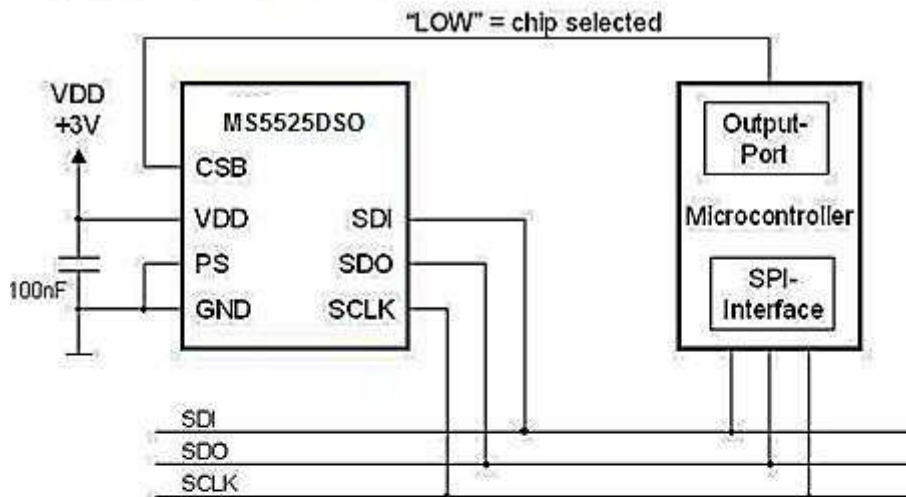 "LOW" = chip selected
VDD
+3V
MS5525DSO
CSB
VDD
PS
GND
SDI
SDO
SCLK
100nF
Output-
Port
Microcontroller
SPI-
Interface
SDI
SDO
SCLK